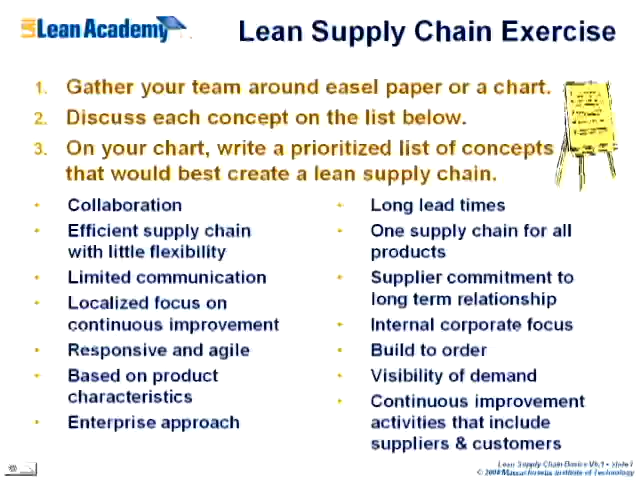 Lean Academy
Lean Supply Chain Exercise
1. Gather your team around easel paper or a chart.
2. Discuss each concept on the list below.
3. On your chart, write a prioritized list of concepts
that would best create a lean supply chain.
• Collaboration
• Efficient supply chain
with little flexibility
• Limited communication
• Localized focus on
continuous improvement
• Responsive and agile
• Based on product
characteristics
• Enterprise approach
• Long lead times
• One supply chain for all
products
• Supplier commitment to
long term relationship
• Internal corporate focus
• Build to order
• Visibility of demand
• Continuous improvement
activities that include
suppliers & customers
Lean Supply Chain Basics
Massachusetts Institute of Technology